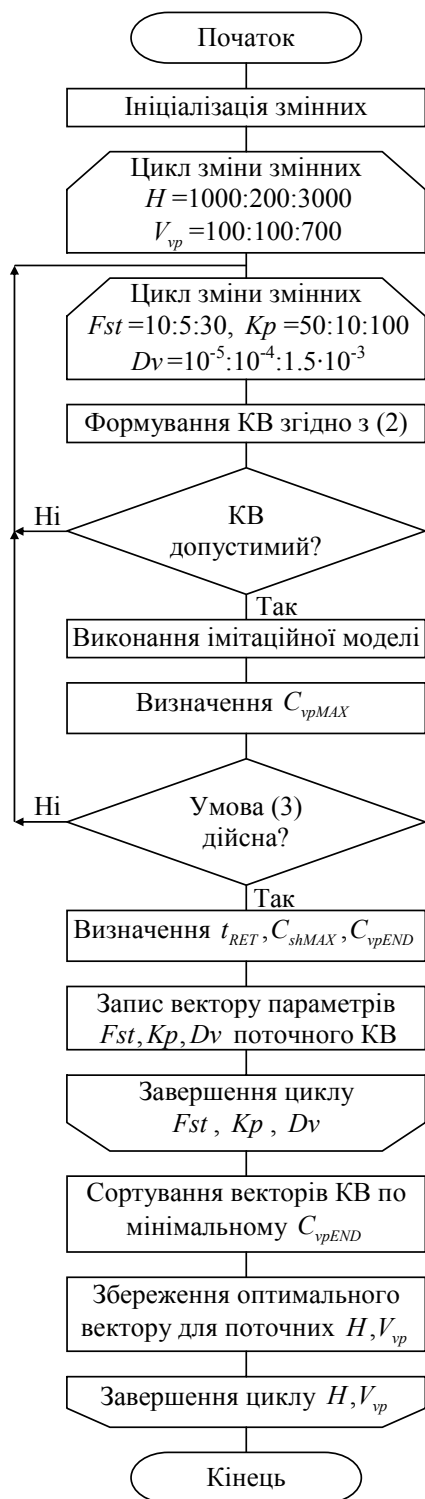 Початок
Ініціалізація змінних
Цикл зміни змінних
H =1000:200:3000
V_vp =100:100:700
Цикл зміни змінних
Fst =10:5:30, Kp =50:10:100
Dv =10⁻⁵:10⁻⁴:1.5·10⁻³
Формування КВ згідно з (2)
Ні
КВ
допустимий?
Так
Виконання імітаційної моделі
Визначення C_vpMAX
Ні
Умова (3)
дійсна?
Так
Визначення t_RET, C_shMAX, C_vpEND
Запис вектору параметрів
Fst, Kp, Dv поточного КВ
Завершення циклу
Fst , Kp , Dv
Сортування векторів КВ по
мінімальному C_vpEND
Збереження оптимального
вектору для поточних H, V_vp
Завершення циклу H, V_vp
Кінець